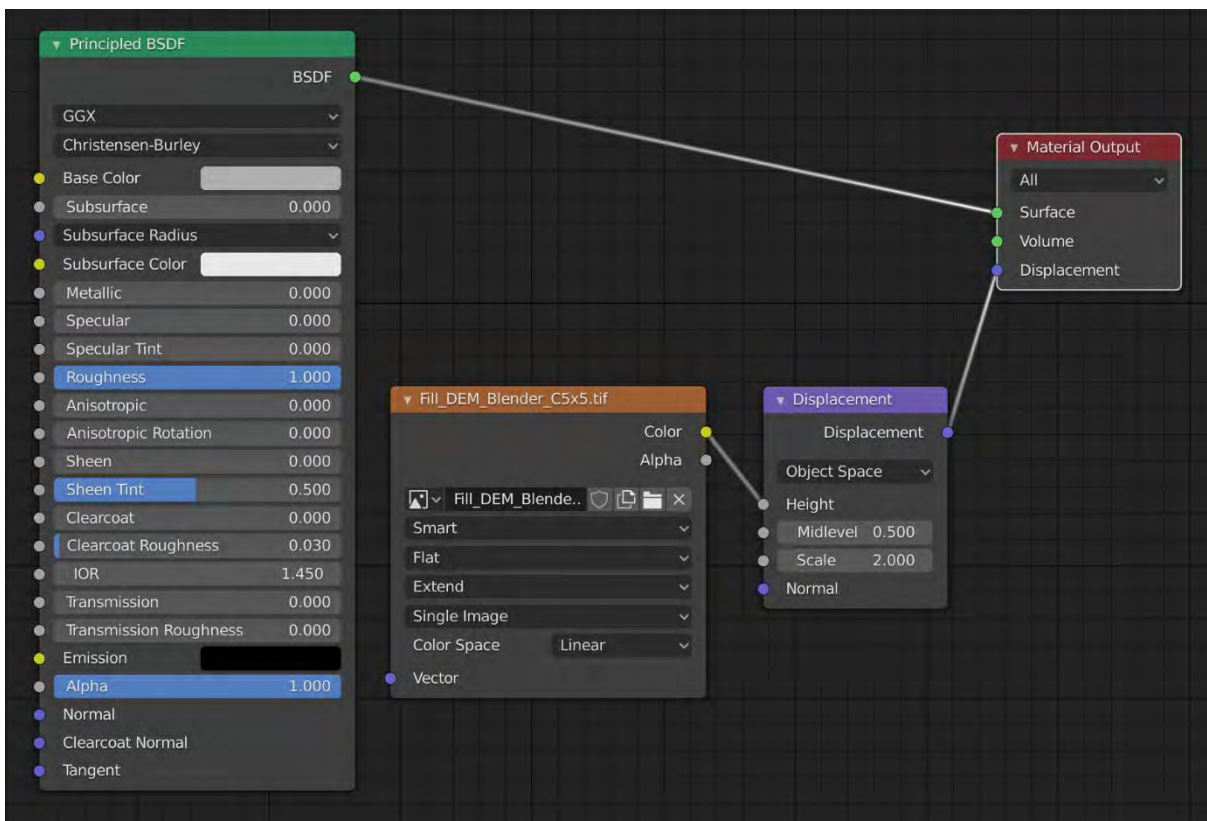 Principled BSDF
BSDF
GGX
Christensen-Burley
Base Color
Subsurface 0.000
Subsurface Radius
Subsurface Color
Metallic 0.000
Specular 0.000
Specular Tint 0.000
Roughness 1.000
Anisotropic 0.000
Anisotropic Rotation 0.000
Sheen 0.000
Sheen Tint 0.500
Clearcoat 0.000
Clearcoat Roughness 0.030
IOR 1.450
Transmission 0.000
Transmission Roughness 0.000
Emission
Alpha 1.000
Normal
Clearcoat Normal
Tangent
Fill_DEM_Blender_C5x5.tif
Color
Alpha
Fill_DEM_Blende..
Smart
Flat
Extend
Single Image
Color Space Linear
Vector
Displacement
Displacement
Object Space
Height
Midlevel 0.500
Scale 2.000
Normal
Material Output
All
Surface
Volume
Displacement